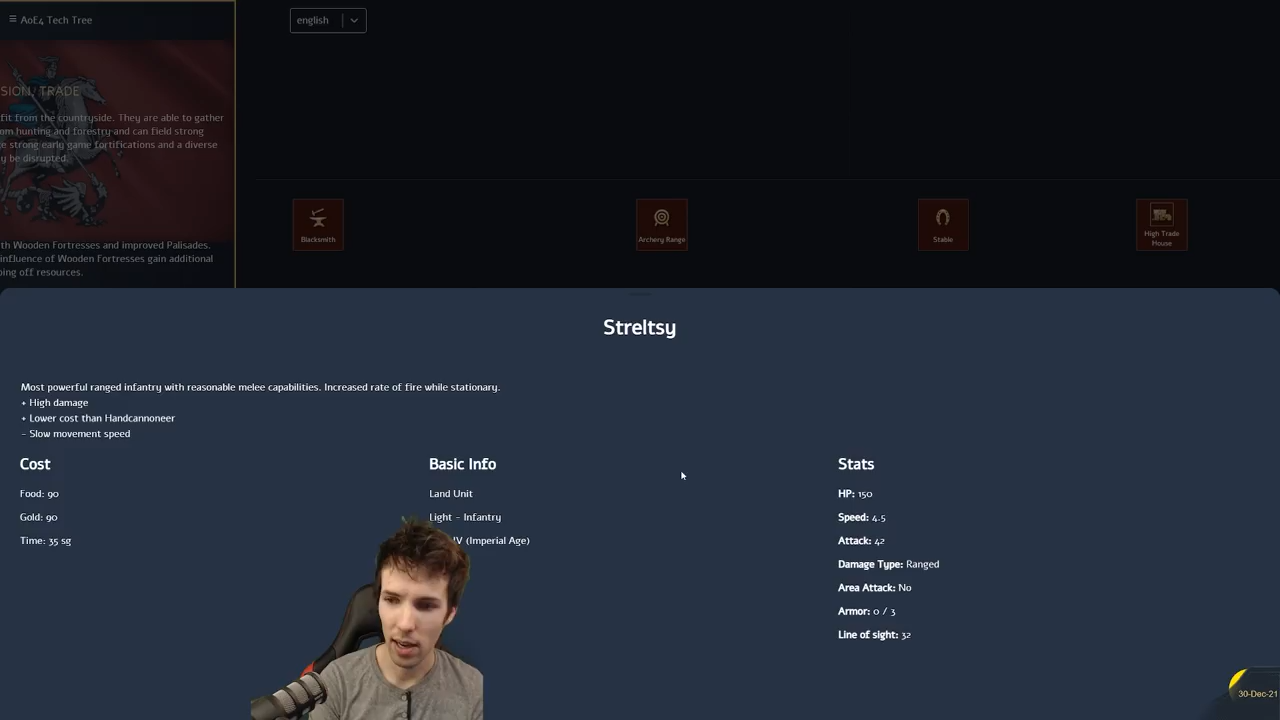 ☰ AoE4 Tech Tree
english
SION, TRADE
fit from the countryside. They are able to gather
om hunting and forestry and can field strong
e strong early game fortifications and a diverse
y be disrupted.
Blacksmith
Archery Range
Stable
High Trade
House
th Wooden Fortresses and improved Palisades.
influence of Wooden Fortresses gain additional
ping off resources.
Streltsy
Most powerful ranged infantry with reasonable melee capabilities. Increased rate of fire while stationary.
+ High damage
+ Lower cost than Handcannoneer
- Slow movement speed
Cost
Food: 90
Gold: 90
Time: 35 sg
Basic Info
Land Unit
Light - Infantry
IV (Imperial Age)
Stats
HP: 150
Speed: 4.5
Attack: 42
Damage Type: Ranged
Area Attack: No
Armor: 0 / 3
Line of sight: 32
30-Dec-21